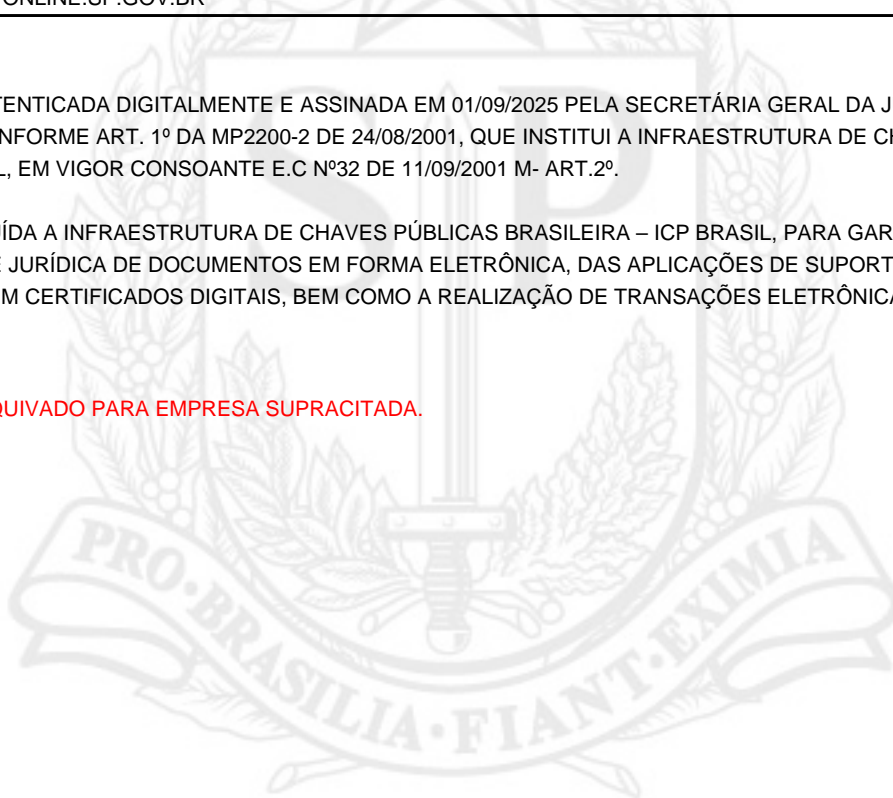 ONLINE.SP.GOV.BR
TENTICADA DIGITALMENTE E ASSINADA EM 01/09/2025 PELA SECRETÁRIA GERAL DA J
NFORME ART. 1º DA MP2200-2 DE 24/08/2001, QUE INSTITUI A INFRAESTRUTURA DE CH
L, EM VIGOR CONSOANTE E.C Nº32 DE 11/09/2001 M- ART.2º.
ÍDA A INFRAESTRUTURA DE CHAVES PÚBLICAS BRASILEIRA – ICP BRASIL, PARA GAR
E JURÍDICA DE DOCUMENTOS EM FORMA ELETRÔNICA, DAS APLICAÇÕES DE SUPORT
M CERTIFICADOS DIGITAIS, BEM COMO A REALIZAÇÃO DE TRANSAÇÕES ELETRÔNICA
QUIVADO PARA EMPRESA SUPRACITADA.
SP
PRO·BRASILIA·FIANT·EXIMIA